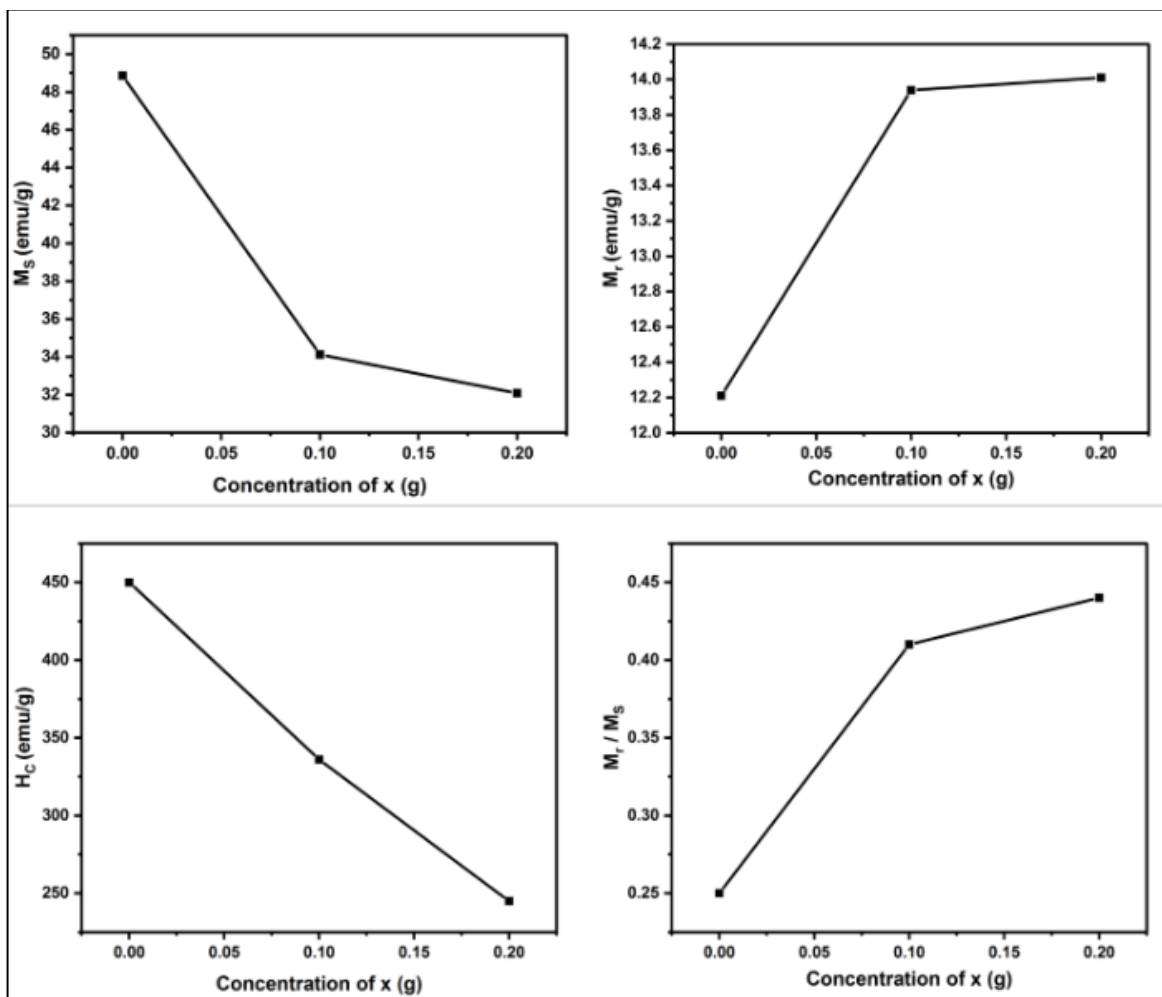 50
48
46
44
42
40
38
36
34
32
30
M_S (emu/g)
0.00 0.05 0.10 0.15 0.20
Concentration of x (g)
14.2
14.0
13.8
13.6
13.4
13.2
13.0
12.8
12.6
12.4
12.2
12.0
M_r (emu/g)
0.00 0.05 0.10 0.15 0.20
Concentration of x (g)
450
400
350
300
250
H_C (emu/g)
0.00 0.05 0.10 0.15 0.20
Concentration of x (g)
0.45
0.40
0.35
0.30
0.25
M_r / M_S
0.00 0.05 0.10 0.15 0.20
Concentration of x (g)